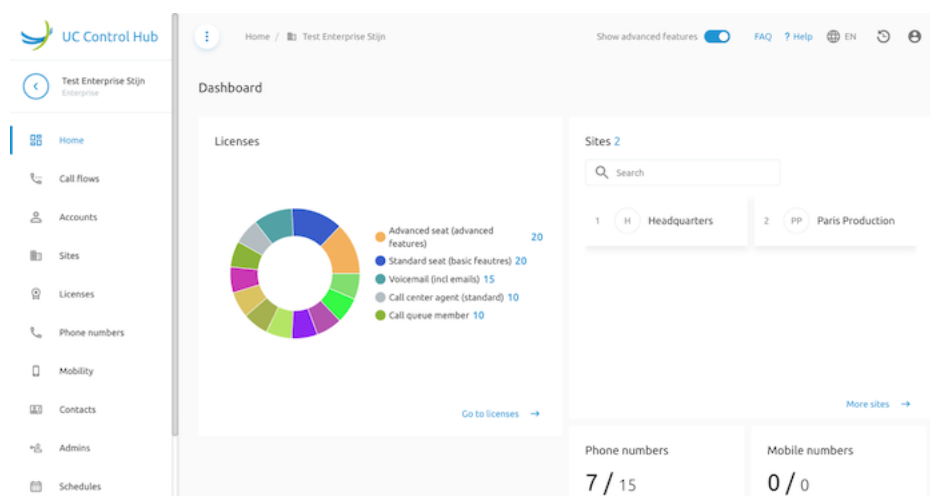 UC Control Hub
Home / Test Enterprise Stijn
Show advanced features
FAQ ? Help EN
Test Enterprise Stijn
Enterprise
Home
Call flows
Accounts
Sites
Licenses
Phone numbers
Mobility
Contacts
Admins
Schedules
Dashboard
Licenses
Advanced seat (advanced
features) 20
Standard seat (basic feautres) 20
Voicemail (incl emails) 15
Call center agent (standard) 10
Call queue member 10
Go to licenses →
Sites 2
Search
1 H Headquarters
2 PP Paris Production
More sites →
Phone numbers
7 / 15
Mobile numbers
0 / 0